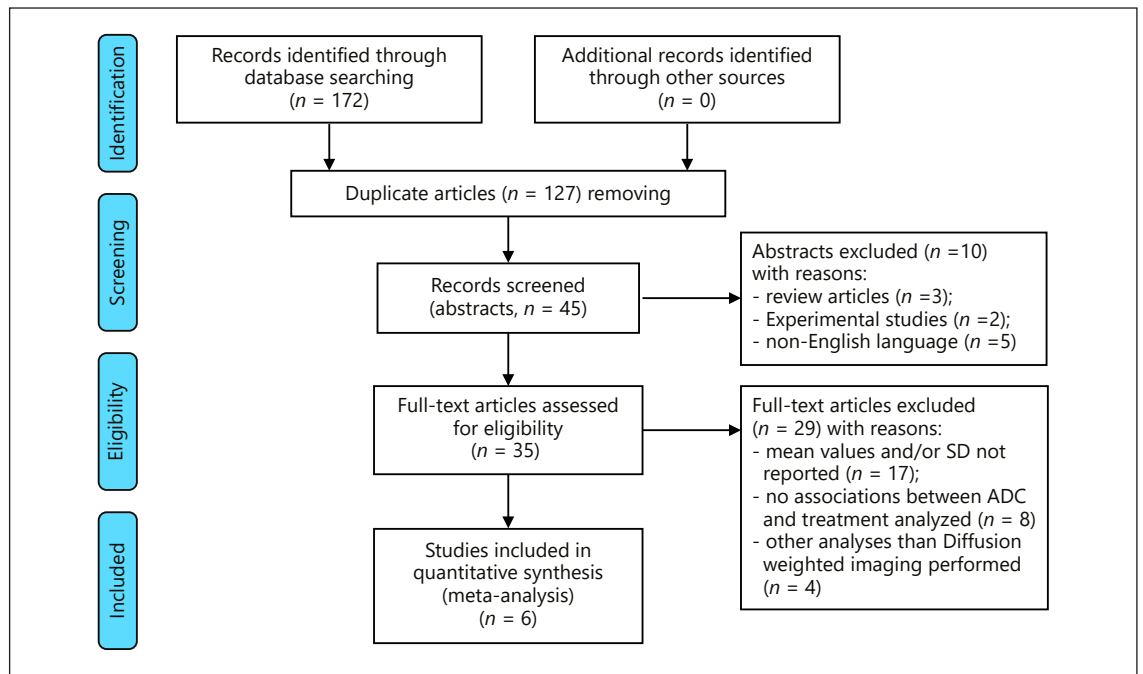 Identification
Records identified through
database searching
(n = 172)
Additional records identified
through other sources
(n = 0)
Duplicate articles (n = 127) removing
Screening
Records screened
(abstracts, n = 45)
Abstracts excluded (n =10)
with reasons:
- review articles (n =3);
- Experimental studies (n =2);
- non-English language (n =5)
Eligibility
Full-text articles assessed
for eligibility
(n = 35)
Full-text articles excluded
(n = 29) with reasons:
- mean values and/or SD not
reported (n = 17);
- no associations between ADC
and treatment analyzed (n = 8)
- other analyses than Diffusion
weighted imaging performed
(n = 4)
Included
Studies included in
quantitative synthesis
(meta-analysis)
(n = 6)